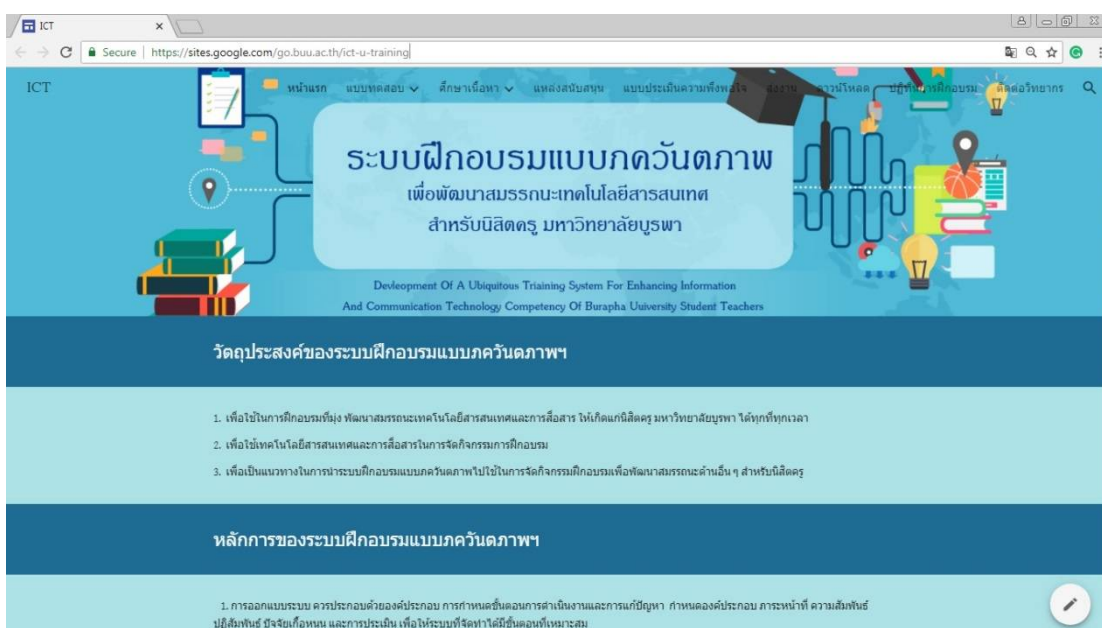 ICT
Secure | https://sites.google.com/go.buu.ac.th/ict-u-training
ICT
หน้าแรก แบบทดสอบ ศึกษาเนื้อหา แหล่งสนับสนุน แบบประเมินความพึงพอใจ ส่งงาน ดาวน์โหลด ปฏิทินการฝึกอบรม ติดต่อวิทยากร
ระบบฝึกอบรมแบบภควันตภาพ
เพื่อพัฒนาสมรรถนะเทคโนโลยีสารสนเทศ
สำหรับนิสิตครู มหาวิทยาลัยบูรพา
Devleopment Of A Ubiquitous Triaining System For Enhancing Information
And Communication Technology Competency Of Burapha Uuiversity Student Teachers
วัตถุประสงค์ของระบบฝึกอบรมแบบภควันตภาพฯ
1. เพื่อใช้ในการฝึกอบรมที่มุ่ง พัฒนาสมรรถนะเทคโนโลยีสารสนเทศและการสื่อสาร ให้เกิดแก่นิสิตครู มหาวิทยาลัยบูรพา ได้ทุกที่ทุกเวลา
2. เพื่อใช้เทคโนโลยีสารสนเทศและการสื่อสารในการจัดกิจกรรมการฝึกอบรม
3. เพื่อเป็นแนวทางในการนำระบบฝึกอบรมแบบภควันตภาพไปใช้ในการจัดกิจกรรมฝึกอบรมเพื่อพัฒนาสมรรถนะด้านอื่น ๆ สำหรับนิสิตครู
หลักการของระบบฝึกอบรมแบบภควันตภาพฯ
1. การออกแบบระบบ ควรประกอบด้วยองค์ประกอบ การกำหนดขั้นตอนการดำเนินงานและการแก้ปัญหา กำหนดองค์ประกอบ ภาระหน้าที่ ความสัมพันธ์
ปฏิสัมพันธ์ ปัจจัยเกื้อหนุน และการประเมิน เพื่อให้ระบบที่จัดทำได้มีขั้นตอนที่เหมาะสม